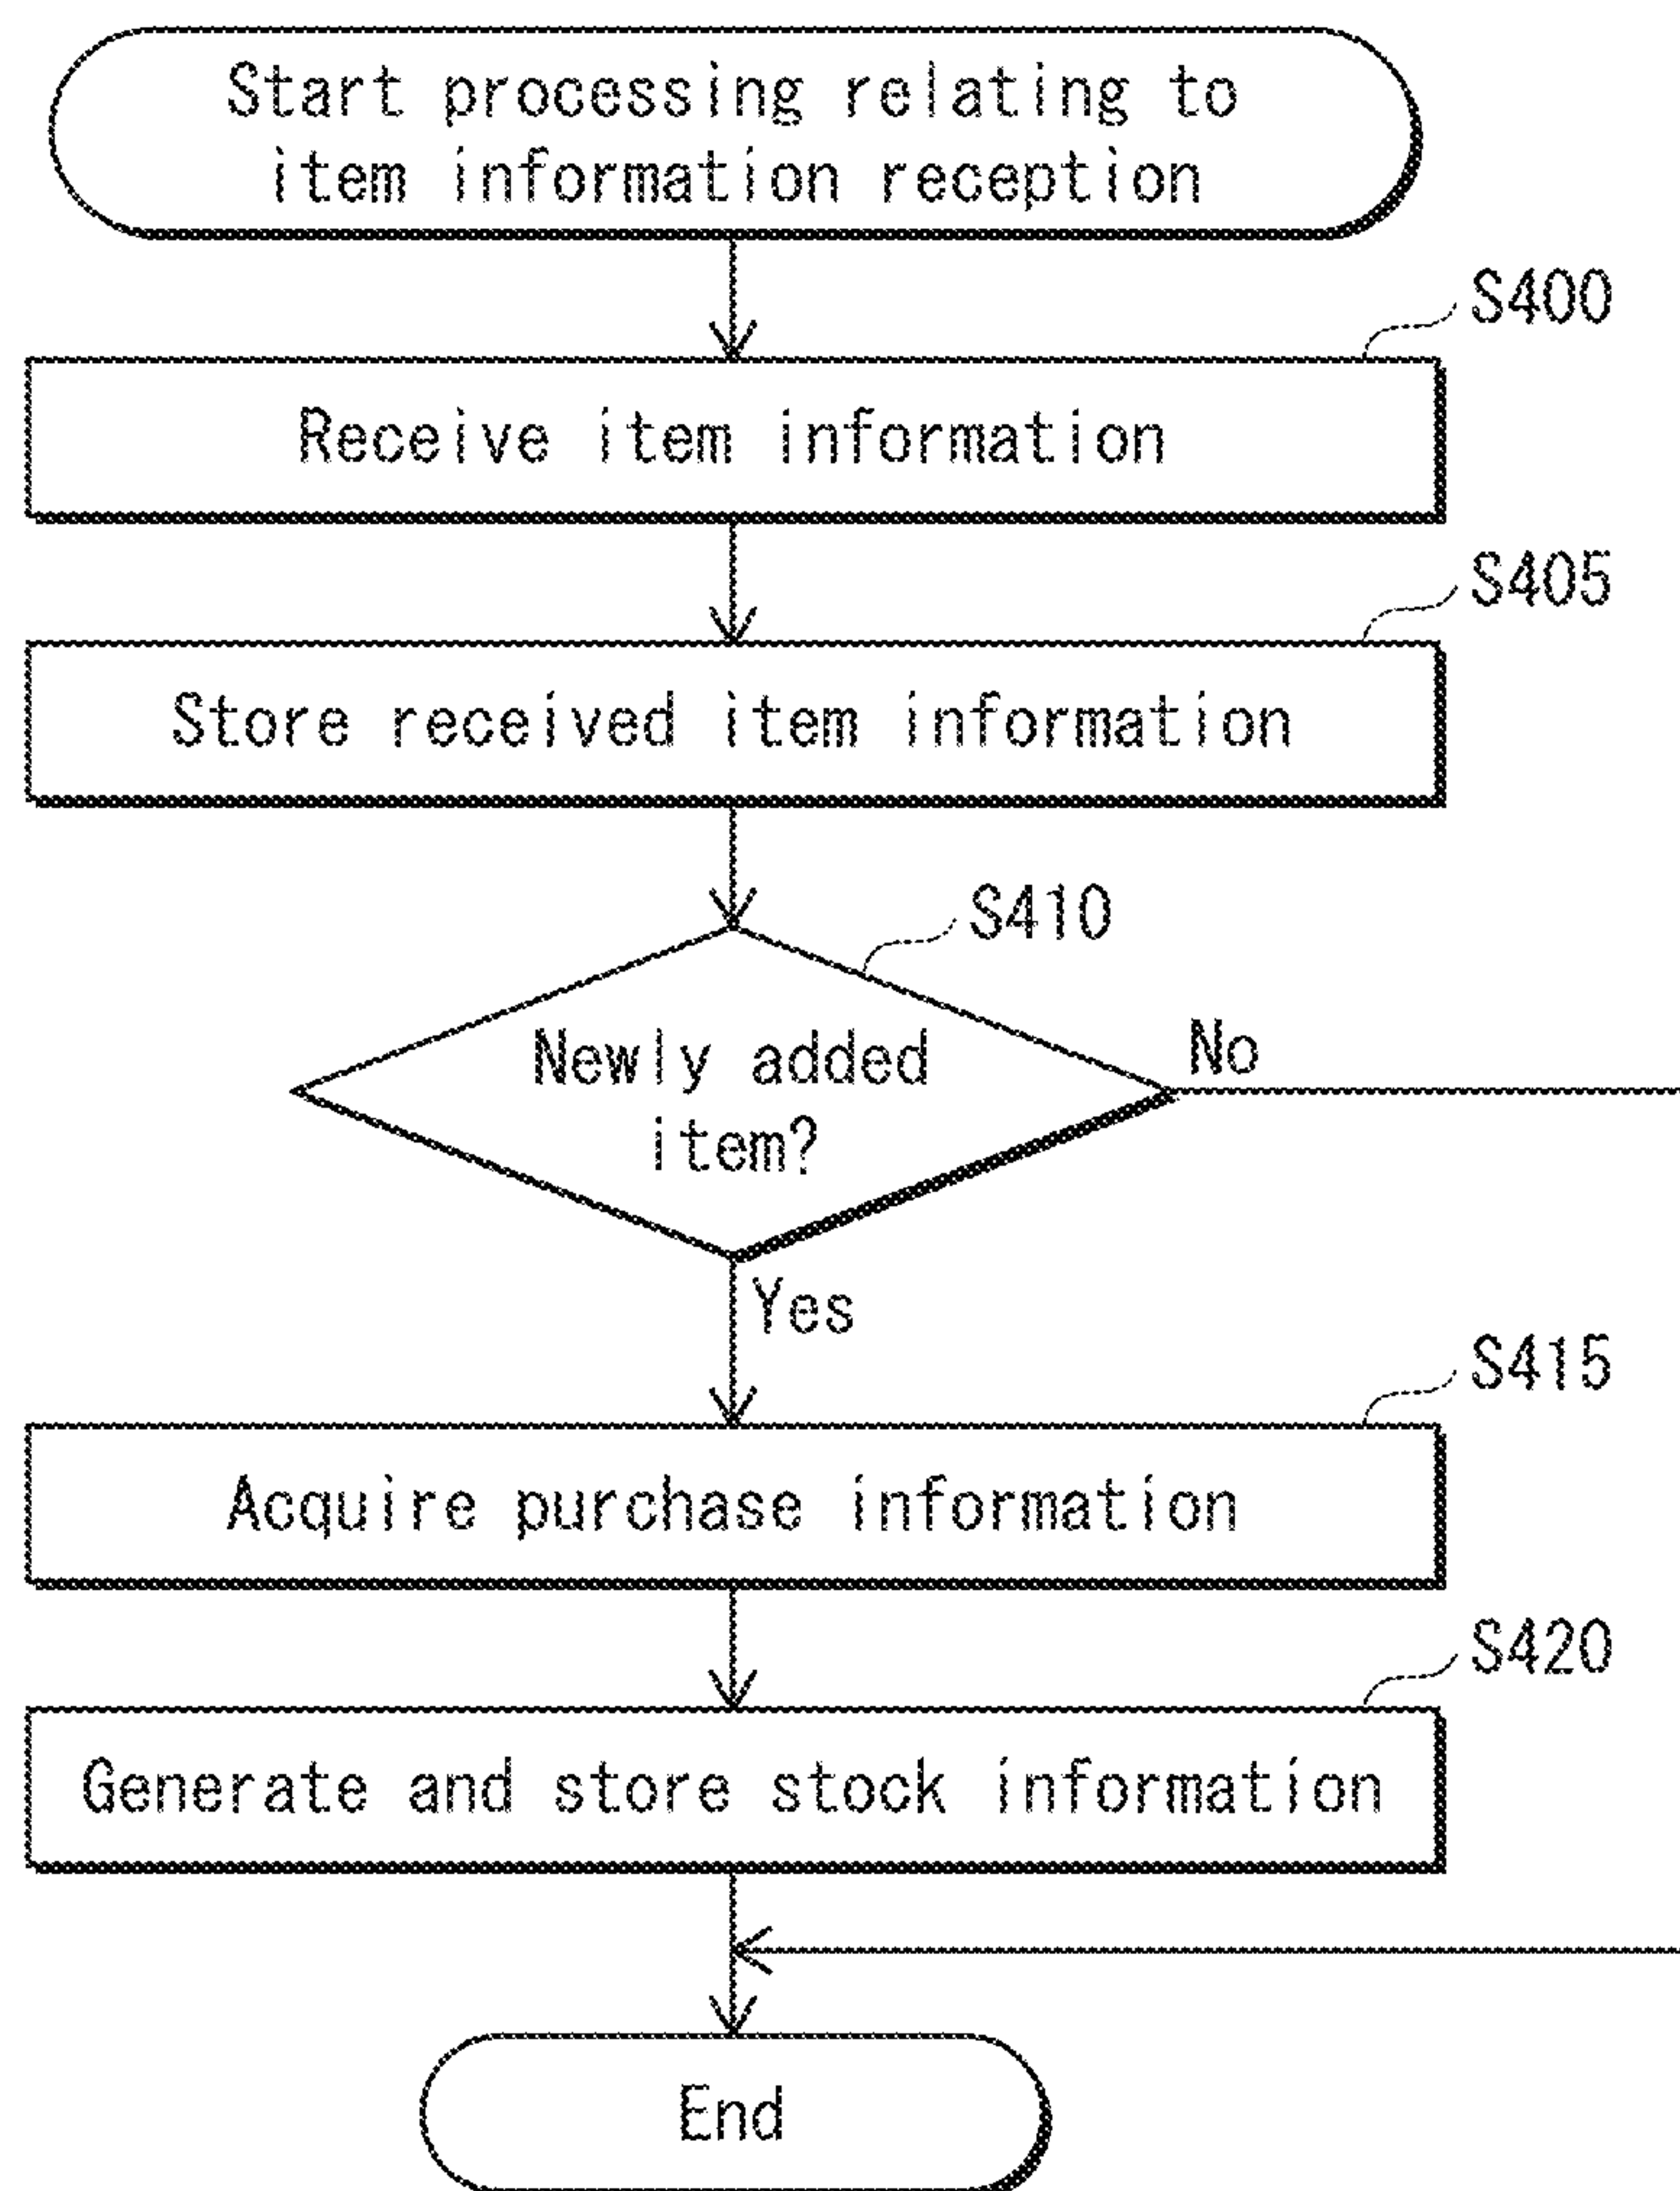 Start processing relating to
item information reception
S400
Receive item information
S405
Store received item information
S410
Newly added
item?
No
Yes
S415
Acquire purchase information
S420
Generate and store stock information
End